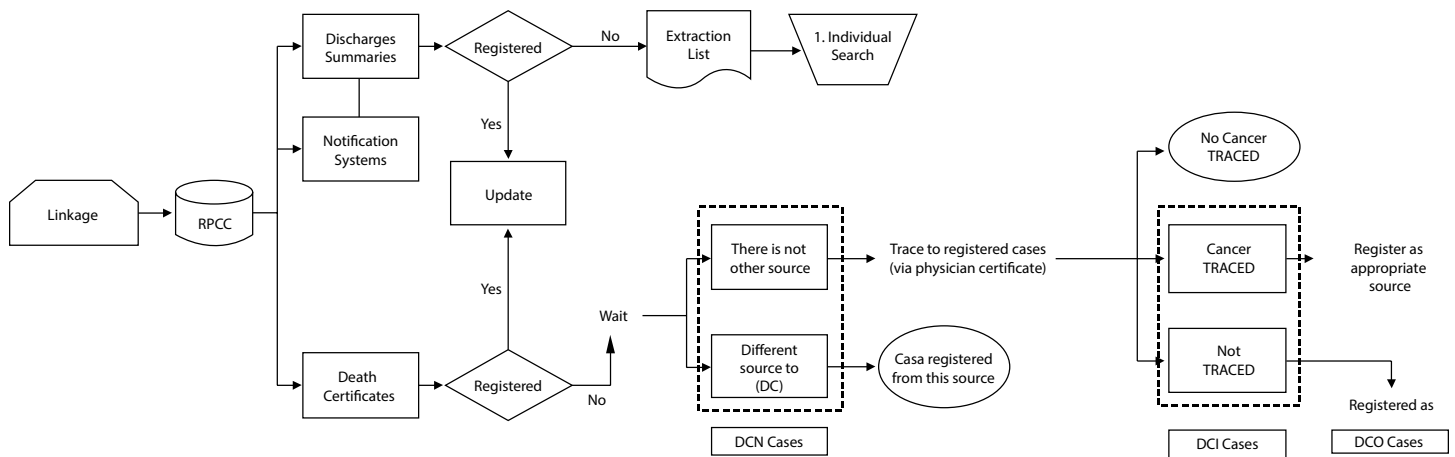 Discharges
Summaries
Registered
No
Extraction
List
1. Individual
Search
Yes
Notification
Systems
No Cancer
TRACED
Linkage
RPCC
Update
There is not
other source
Trace to registered cases
(via physician certificate)
Cancer
TRACED
Register as
appropriate
source
Yes
Wait
Death
Certificates
Registered
No
Different
source to
(DC)
Casa registered
from this source
Not
TRACED
Registered as
DCN Cases
DCI Cases
DCO Cases